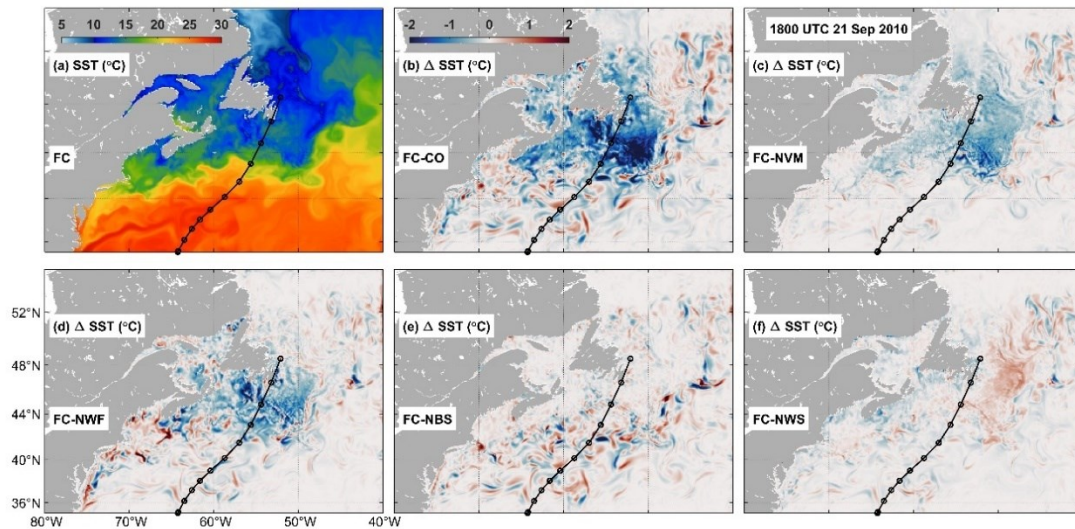 5 10 15 20 25 30
(a) SST (°C)
FC
-2 -1 0 1 2
(b) Δ SST (°C)
FC-CO
1800 UTC 21 Sep 2010
(c) Δ SST (°C)
FC-NVM
52°N
48°N
44°N
40°N
36°N
(d) Δ SST (°C)
FC-NWF
80°W 70°W 60°W 50°W 40°W
(e) Δ SST (°C)
FC-NBS
(f) Δ SST (°C)
FC-NWS